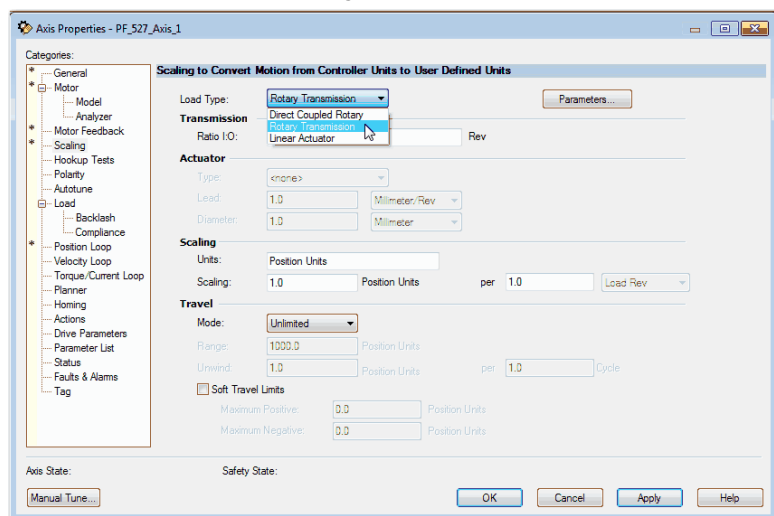 Axis Properties - PF_527_Axis_1
Categories:
* General
* Motor
Model
Analyzer
* Motor Feedback
* Scaling
Hookup Tests
Polarity
Autotune
Load
Backlash
Compliance
* Position Loop
Velocity Loop
Torque/Current Loop
Planner
Homing
Actions
Drive Parameters
Parameter List
Status
Faults & Alarms
Tag
Scaling to Convert Motion from Controller Units to User Defined Units
Load Type: Rotary Transmission Parameters...
Direct Coupled Rotary
Rotary Transmission
Linear Actuator
Transmission
Ratio I:O: Rev
Actuator
Type: <none>
Lead: 1.0 Millimeter/Rev
Diameter: 1.0 Millimeter
Scaling
Units: Position Units
Scaling: 1.0 Position Units per 1.0 Load Rev
Travel
Mode: Unlimited
Range: 1000.0 Position Units
Unwind: 1.0 Position Units per 1.0 Cycle
Soft Travel Limits
Maximum Positive: 0.0 Position Units
Maximum Negative: 0.0 Position Units
Axis State: Safety State:
Manual Tune... OK Cancel Apply Help